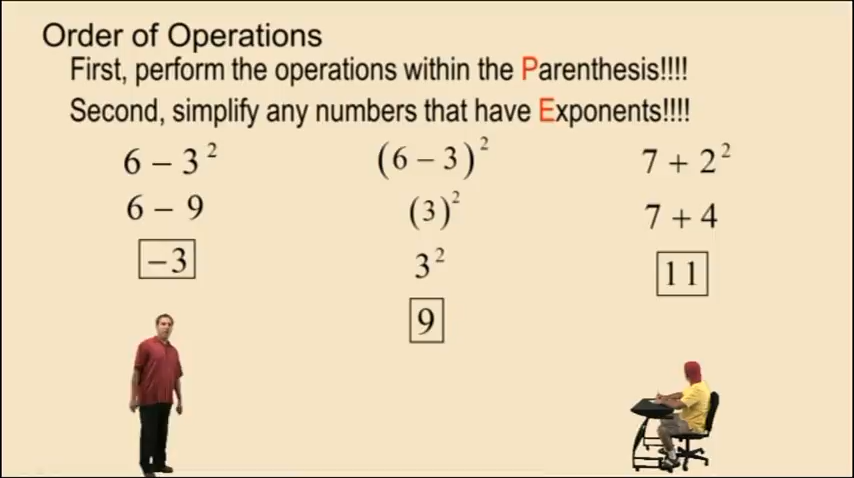 Order of Operations
First, perform the operations within the Parenthesis!!!!
Second, simplify any numbers that have Exponents!!!!
6 − 3²
6 − 9
−3
(6 − 3)²
(3)²
3²
9
7 + 2²
7 + 4
11